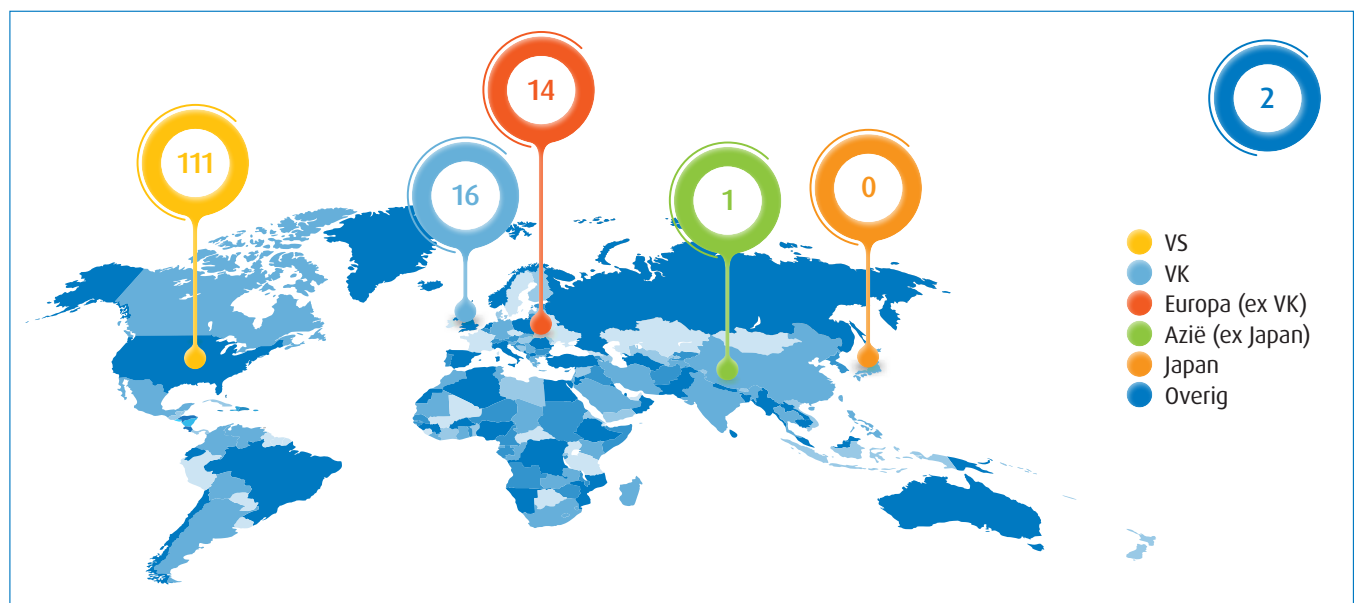 111
16
14
1
0
2
VS
VK
Europa (ex VK)
Azië (ex Japan)
Japan
Overig